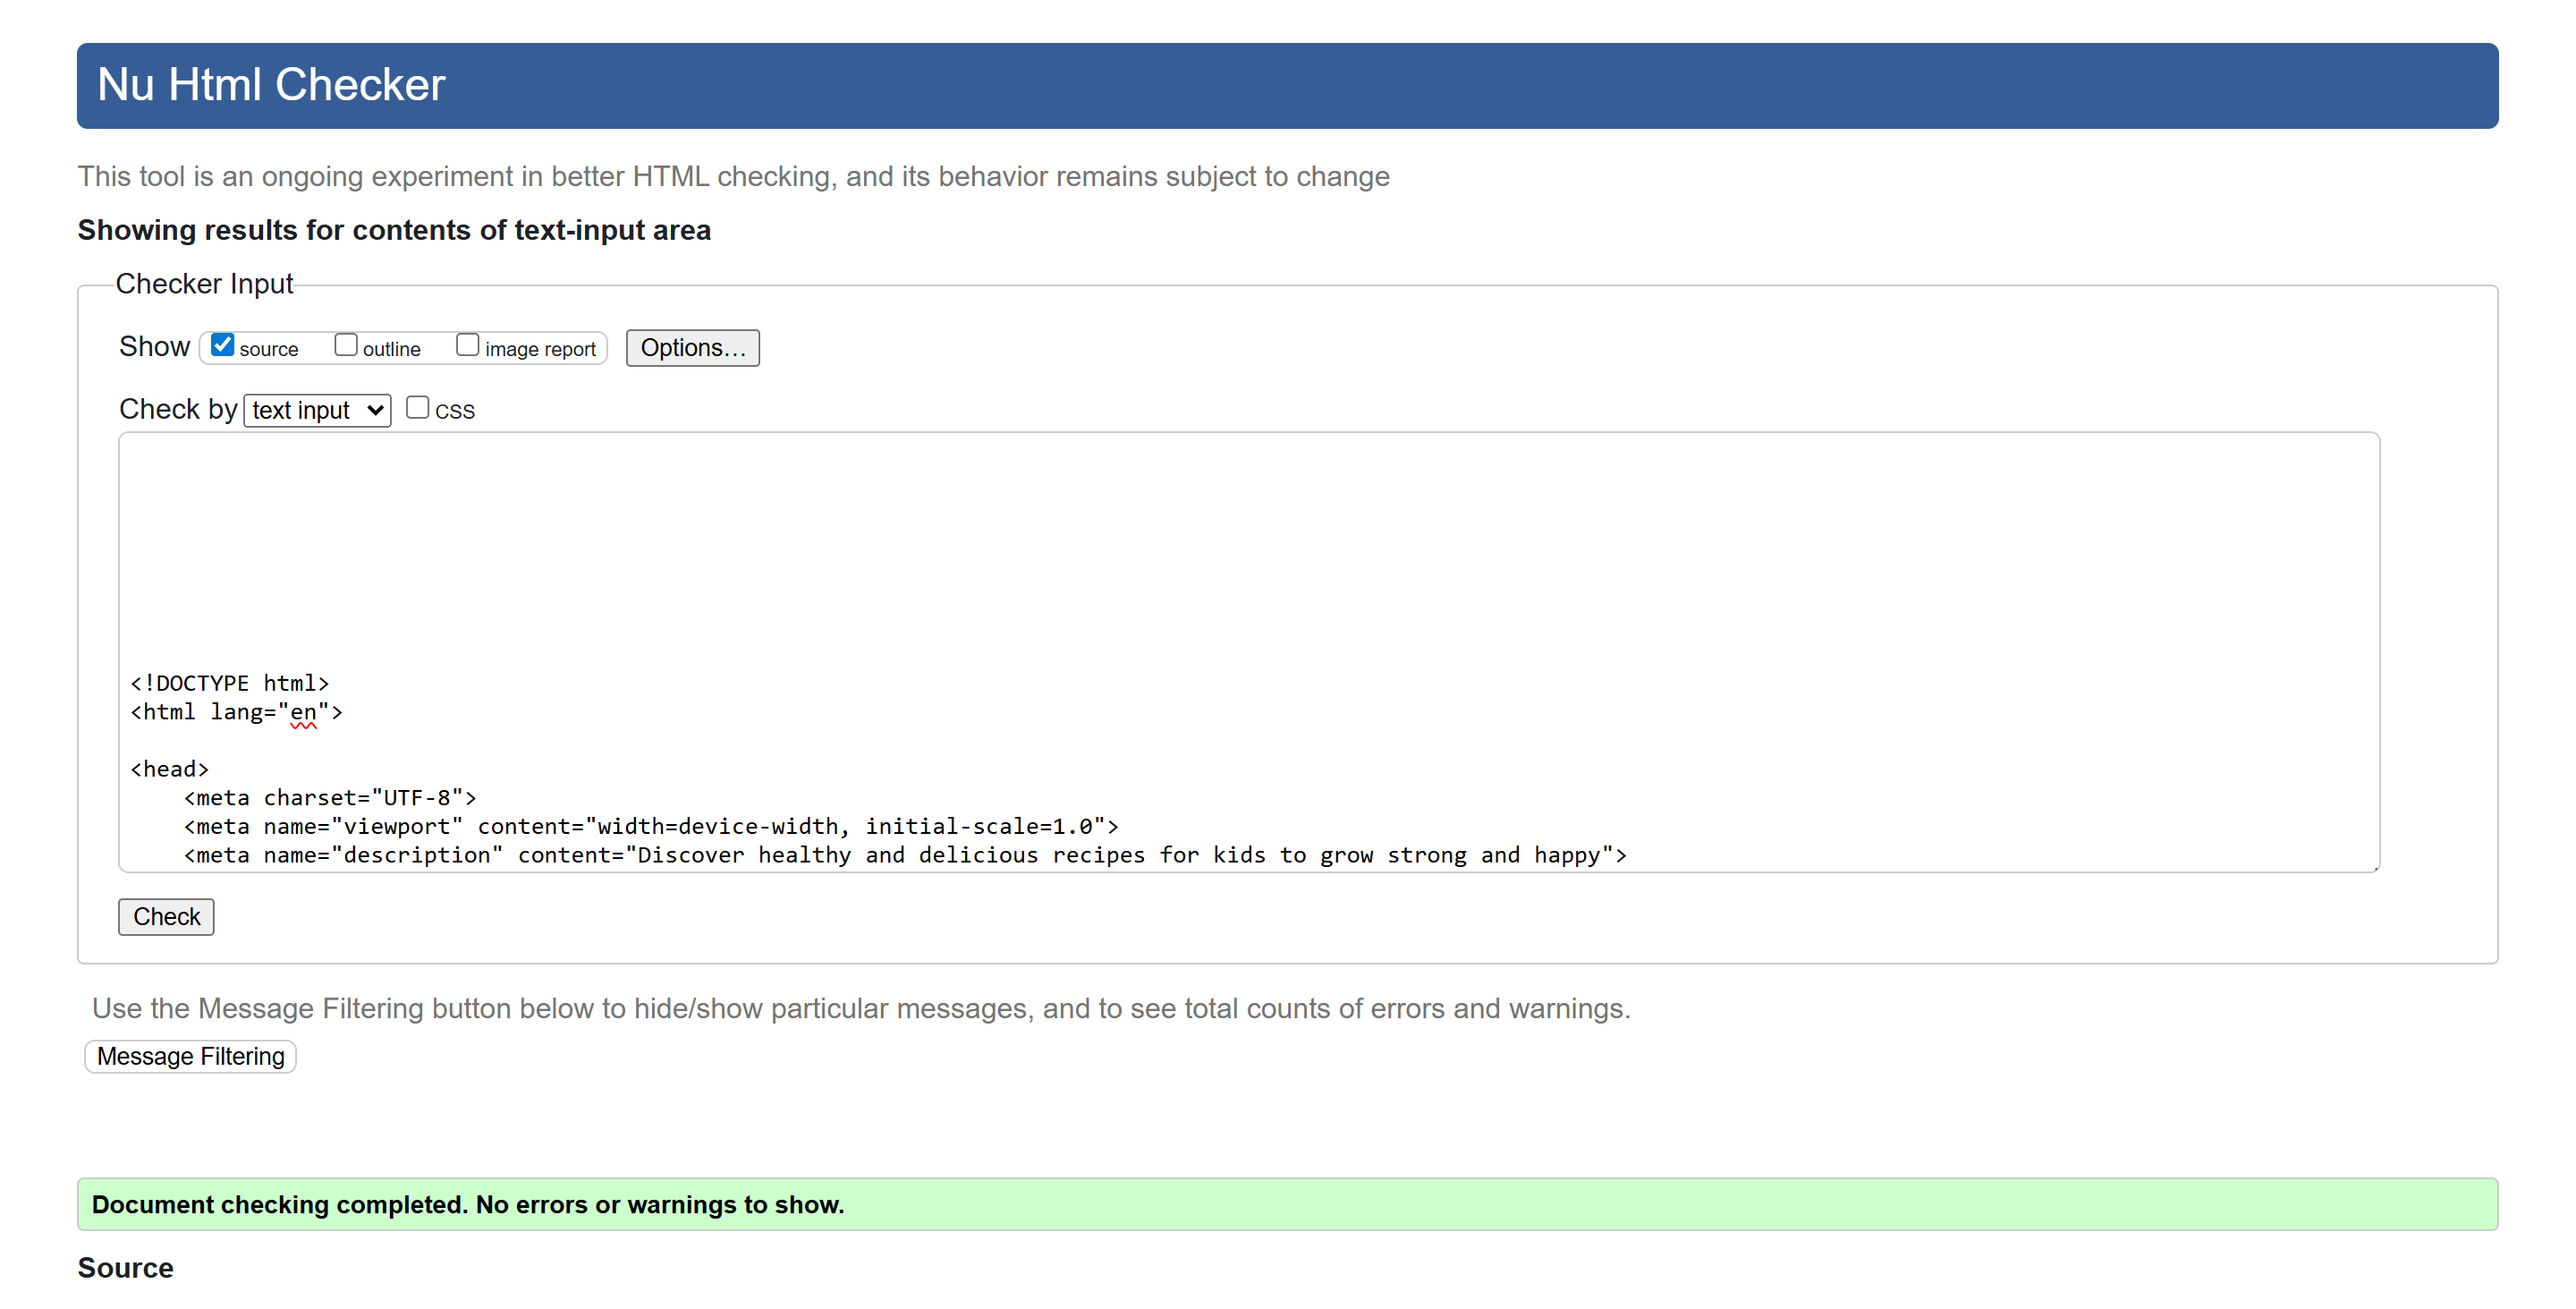 Nu Html Checker
This tool is an ongoing experiment in better HTML checking, and its behavior remains subject to change
Showing results for contents of text-input area
Checker Input
Show source outline image report Options...
Check by text input CSS
<!DOCTYPE html>
<html lang="en">
<head>
    <meta charset="UTF-8">
    <meta name="viewport" content="width=device-width, initial-scale=1.0">
    <meta name="description" content="Discover healthy and delicious recipes for kids to grow strong and happy">
Check
Use the Message Filtering button below to hide/show particular messages, and to see total counts of errors and warnings.
Message Filtering
Document checking completed. No errors or warnings to show.
Source